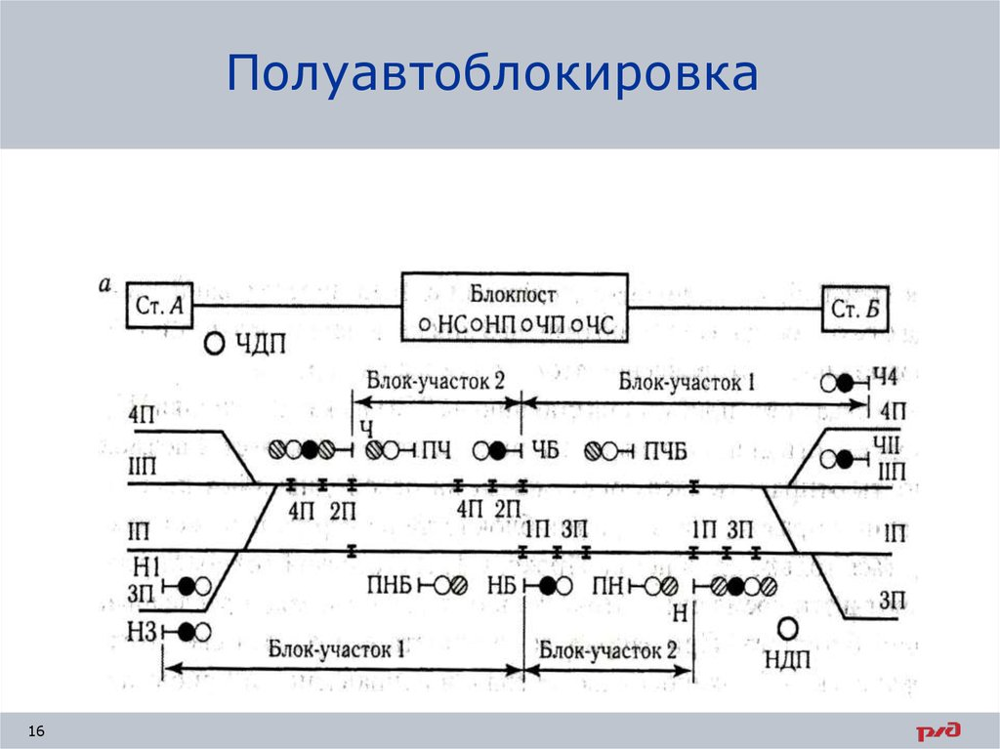 Полуавтоблокировка
а
Ст. А
Блокпост
НС НП ЧП ЧС
Ст. Б
ЧДП
Блок-участок 2
Блок-участок 1
Ч4
4П
4П
Ч
ПЧ
ЧБ
ПЧБ
ЧII
IIП
IIП
4П 2П
4П 2П
IП
1П 3П
1П 3П
IП
Н1
3П
ПНБ
НБ
ПН
Н
3П
Н3
Блок-участок 1
Блок-участок 2
НДП
16
ржд